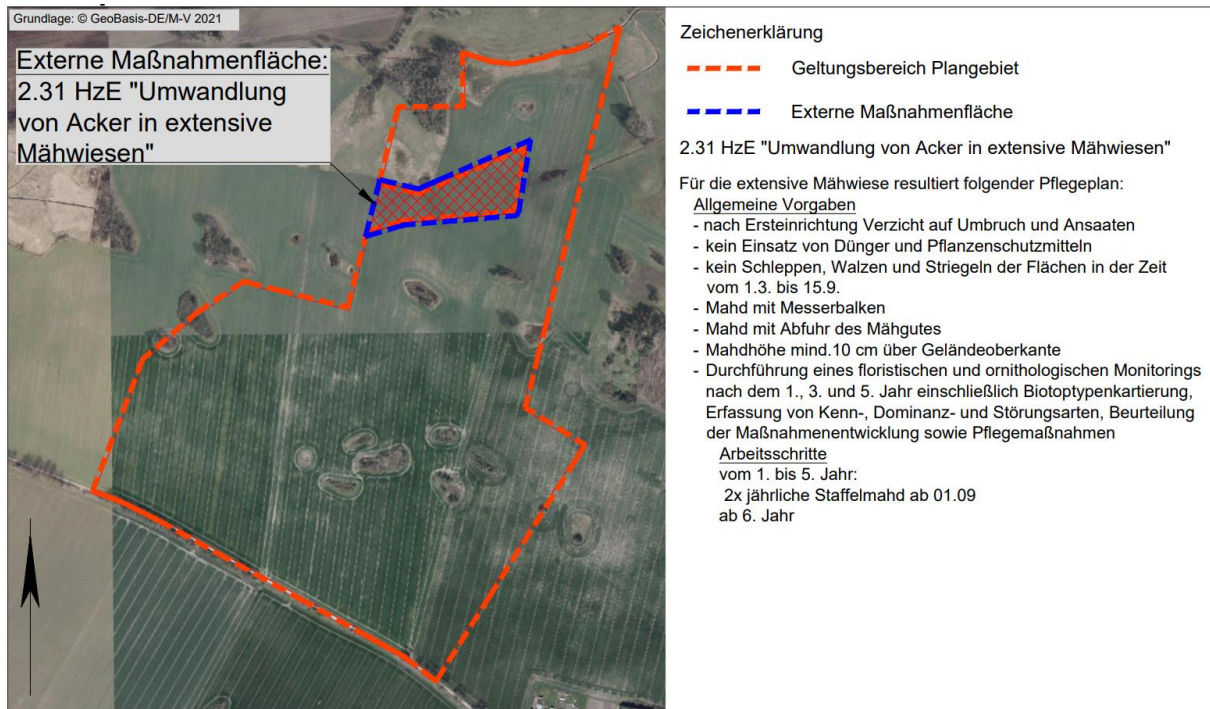 Grundlage: © GeoBasis-DE/M-V 2021
Externe Maßnahmenfläche:
2.31 HzE "Umwandlung
von Acker in extensive
Mähwiesen"
Zeichenerklärung
Geltungsbereich Plangebiet
Externe Maßnahmenfläche
2.31 HzE "Umwandlung von Acker in extensive Mähwiesen"
Für die extensive Mähwiese resultiert folgender Pflegeplan:
Allgemeine Vorgaben
- nach Ersteinrichtung Verzicht auf Umbruch und Ansaaten
- kein Einsatz von Dünger und Pflanzenschutzmitteln
- kein Schleppen, Walzen und Striegeln der Flächen in der Zeit
vom 1.3. bis 15.9.
- Mahd mit Messerbalken
- Mahd mit Abfuhr des Mähgutes
- Mahdhöhe mind.10 cm über Geländeoberkante
- Durchführung eines floristischen und ornithologischen Monitorings
nach dem 1., 3. und 5. Jahr einschließlich Biotoptypenkartierung,
Erfassung von Kenn-, Dominanz- und Störungsarten, Beurteilung
der Maßnahmenentwicklung sowie Pflegemaßnahmen
Arbeitsschritte
vom 1. bis 5. Jahr:
2x jährliche Staffelmahd ab 01.09
ab 6. Jahr